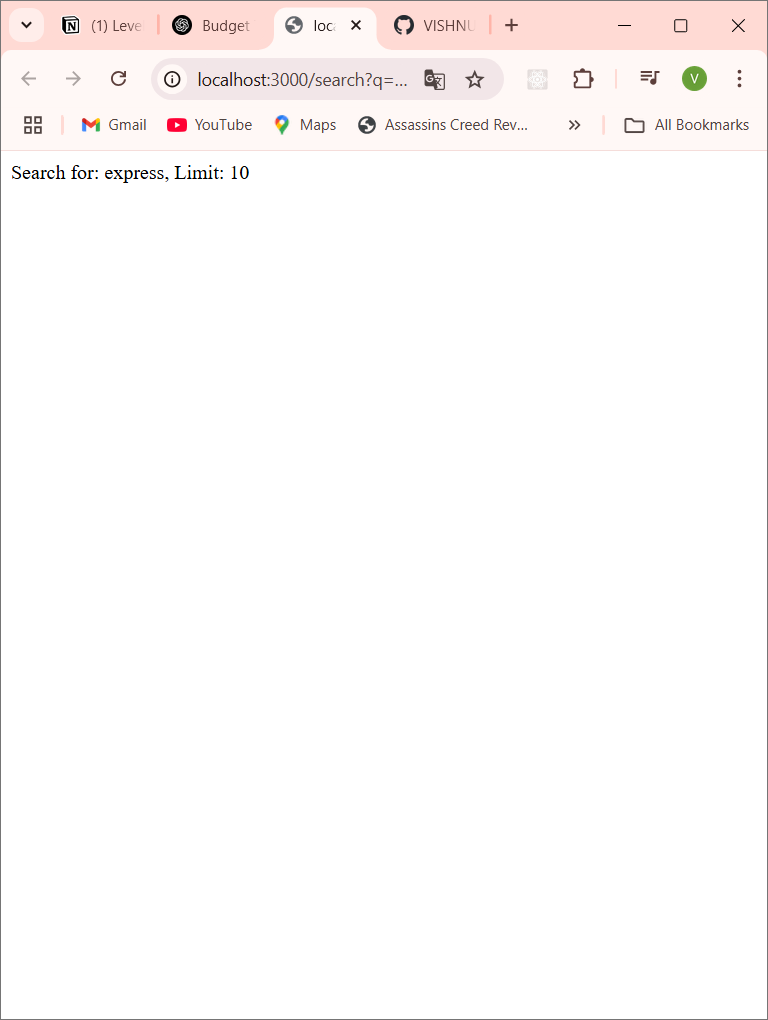 (1) Leve
Budget
loca
VISHNU
localhost:3000/search?q=...
V
Gmail
YouTube
Maps
Assassins Creed Rev...
All Bookmarks
Search for: express, Limit: 10